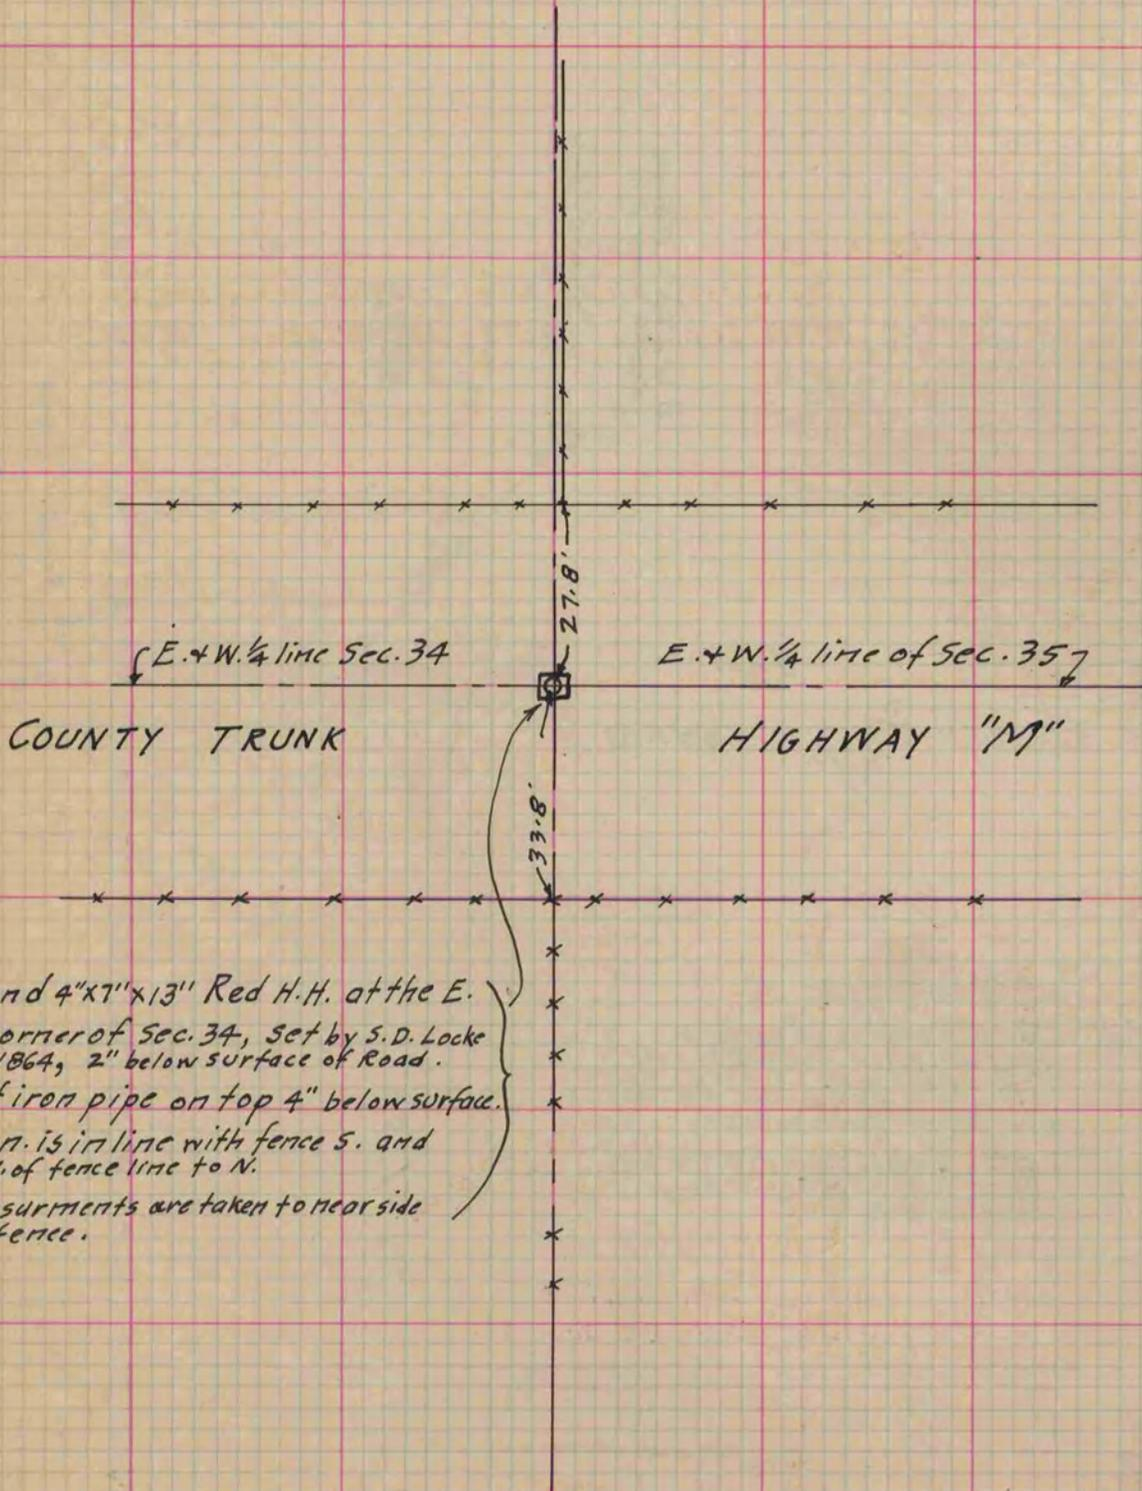 27.8'
E. & W. ¼ line Sec. 34
E. & W. ¼ line of Sec. 35
COUNTY TRUNK
HIGHWAY "M"
33.8'
nd 4"x7"x13" Red H.H. at the E.
orner of Sec. 34, Set by S.D. Locke
1864, 2" below surface of Road.
iron pipe on top 4" below surface.
n. is in line with fence S. and
. of fence line to N.
surments are taken to near side
fence.